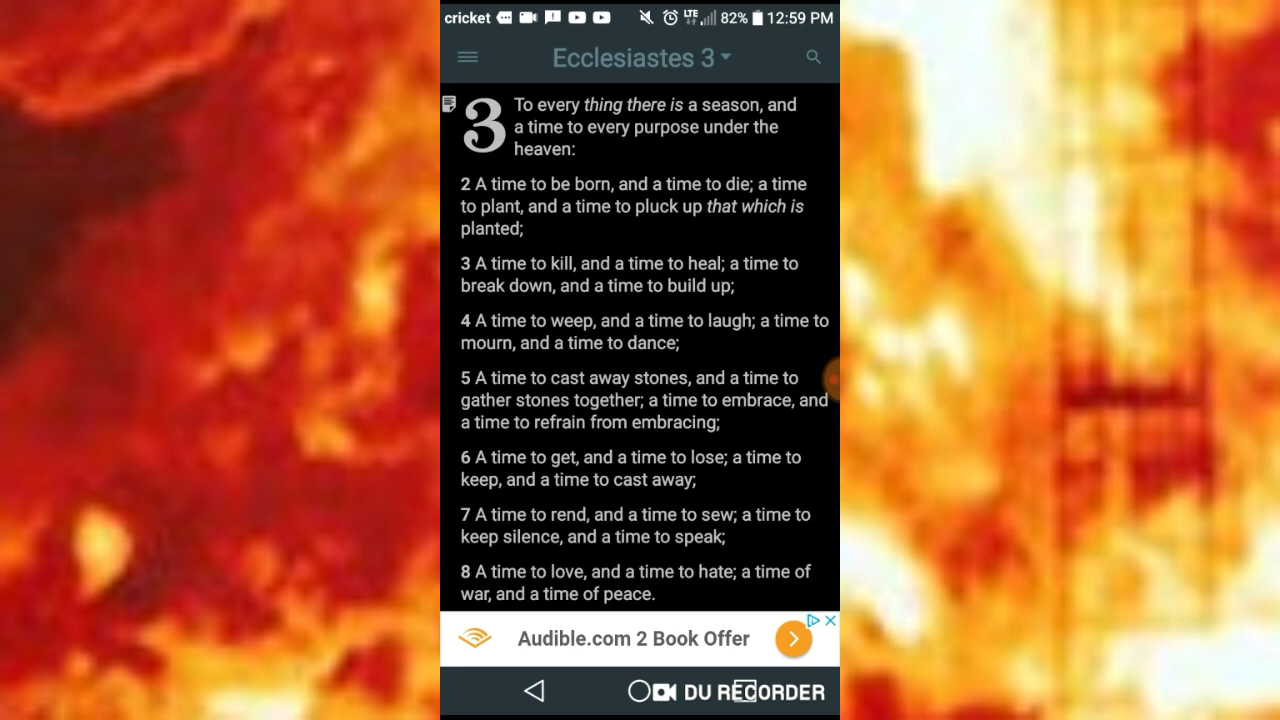 cricket LTE 82% 12:59 PM
Ecclesiastes 3
3 To every thing there is a season, and
a time to every purpose under the
heaven:
2 A time to be born, and a time to die; a time
to plant, and a time to pluck up that which is
planted;
3 A time to kill, and a time to heal; a time to
break down, and a time to build up;
4 A time to weep, and a time to laugh; a time to
mourn, and a time to dance;
5 A time to cast away stones, and a time to
gather stones together; a time to embrace, and
a time to refrain from embracing;
6 A time to get, and a time to lose; a time to
keep, and a time to cast away;
7 A time to rend, and a time to sew; a time to
keep silence, and a time to speak;
8 A time to love, and a time to hate; a time of
war, and a time of peace.
Audible.com 2 Book Offer
DU RECORDER